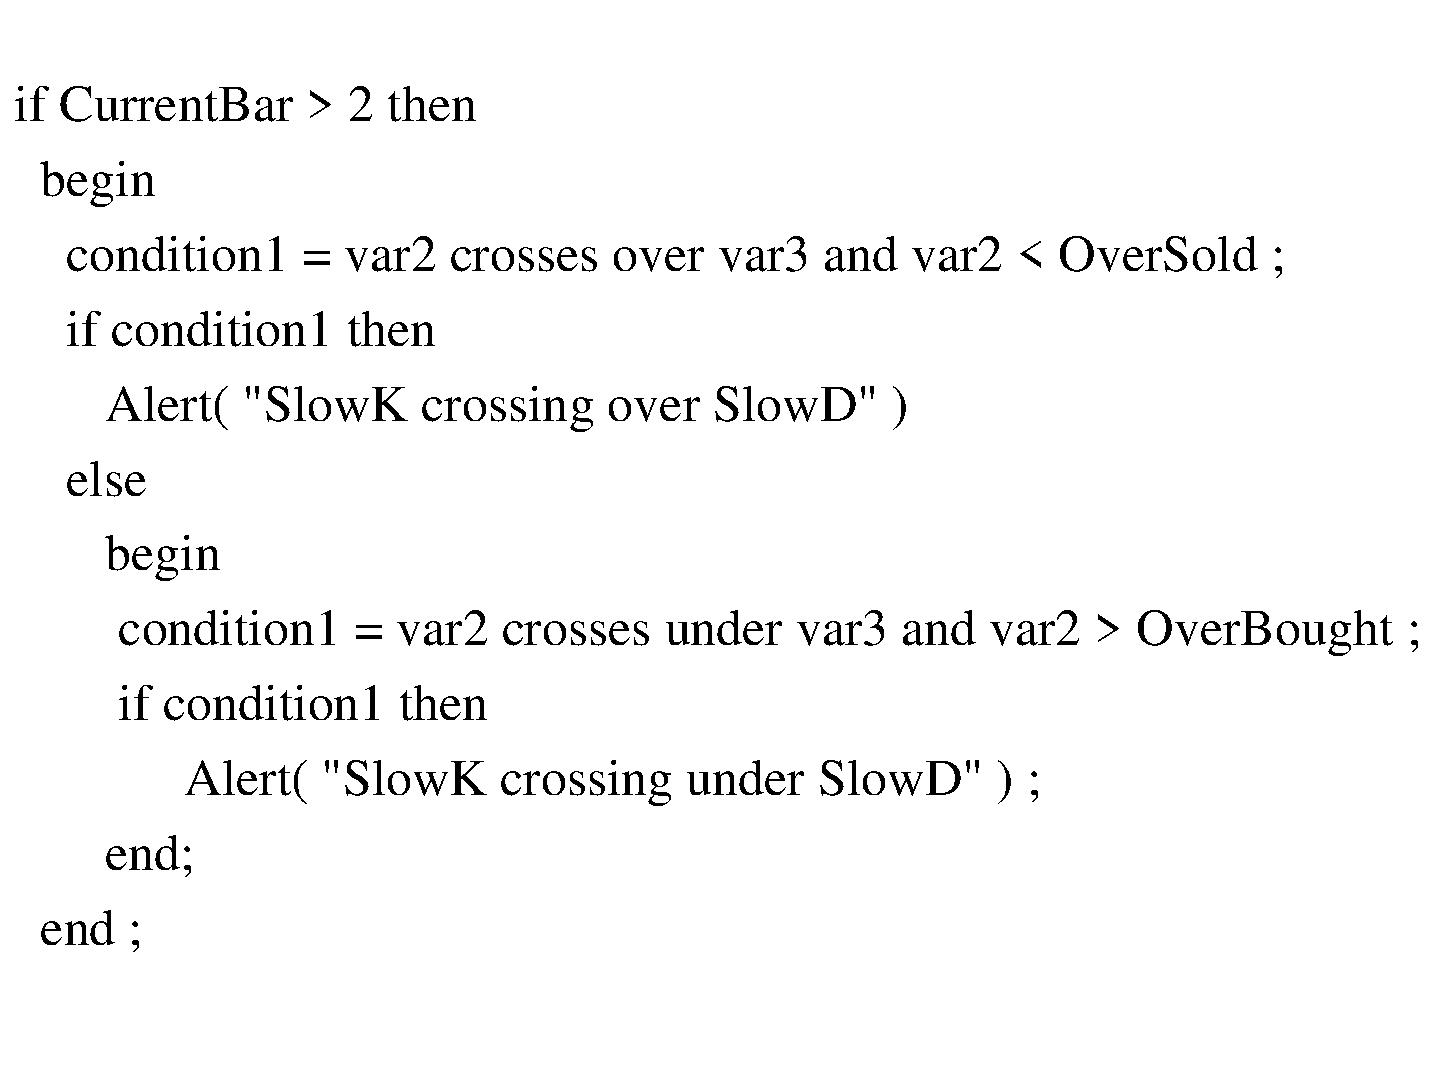 if CurrentBar > 2 then
begin
condition1 = var2 crosses over var3 and var2 < OverSold ;
if condition1 then
Alert( "SlowK crossing over SlowD" )
else
begin
condition1 = var2 crosses under var3 and var2 > OverBought ;
if condition1 then
Alert( "SlowK crossing under SlowD" ) ;
end;
end ;